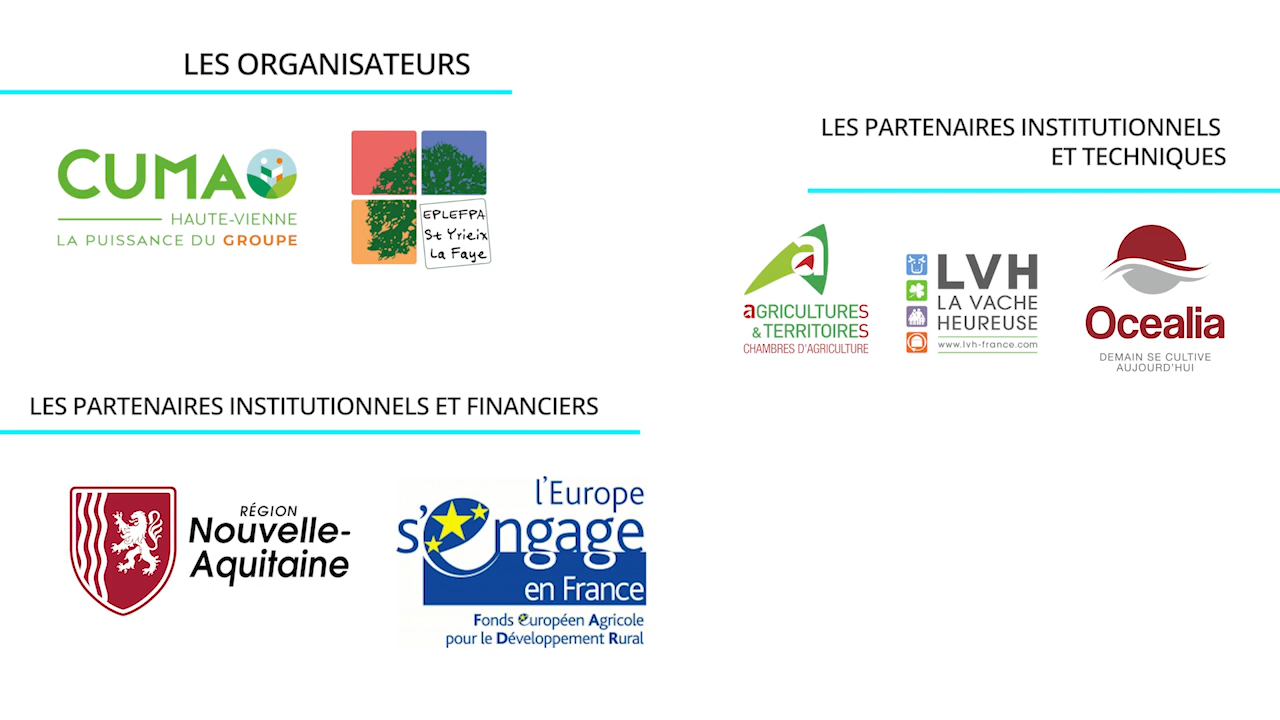 LES ORGANISATEURS
CUMA
HAUTE-VIENNE
LA PUISSANCE DU GROUPE
EPLEFPA
St Yrieix
La Faye
LES PARTENAIRES INSTITUTIONNELS
ET TECHNIQUES
a
aGRICULTURES
& TERRITOIRES
CHAMBRES D'AGRICULTURE
LVH
LA VACHE
HEUREUSE
www.lvh-france.com
Ocealia
DEMAIN SE CULTIVE
AUJOURD'HUI
LES PARTENAIRES INSTITUTIONNELS ET FINANCIERS
RÉGION
Nouvelle-
Aquitaine
l'Europe
s'engage
en France
Fonds européen Agricole
pour le Développement Rural